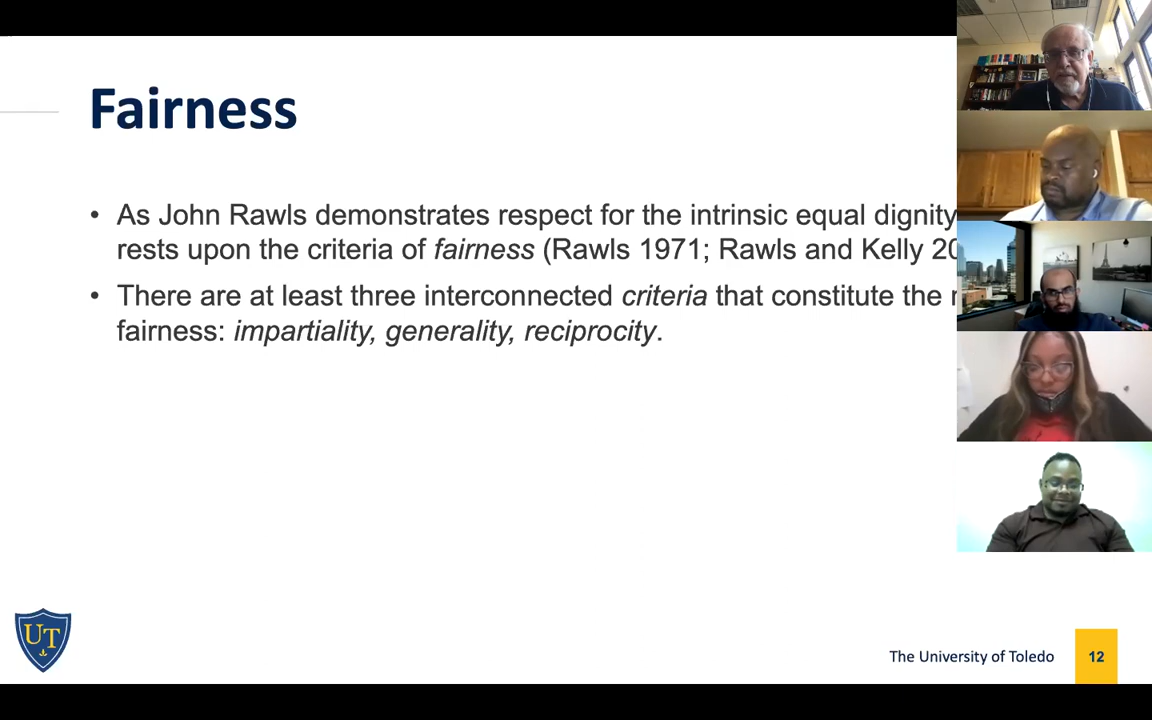 Fairness
• As John Rawls demonstrates respect for the intrinsic equal dignity
rests upon the criteria of fairness (Rawls 1971; Rawls and Kelly 20
• There are at least three interconnected criteria that constitute the
fairness: impartiality, generality, reciprocity.
UT
The University of Toledo
12